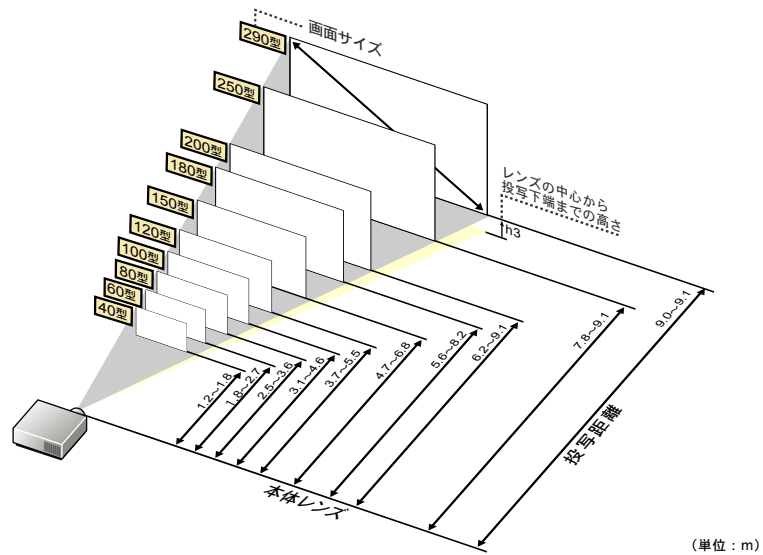 画面サイズ
290型
250型
200型
180型
150型
120型
100型
80型
60型
40型
レンズの中心から
投写下端までの高さ
h3
1.2〜1.8
1.8〜2.7
2.5〜3.6
3.1〜4.6
3.7〜5.5
4.7〜6.8
5.6〜8.2
6.2〜9.1
7.8〜9.1
9.0〜9.1
投写距離
本体レンズ
（単位：m）